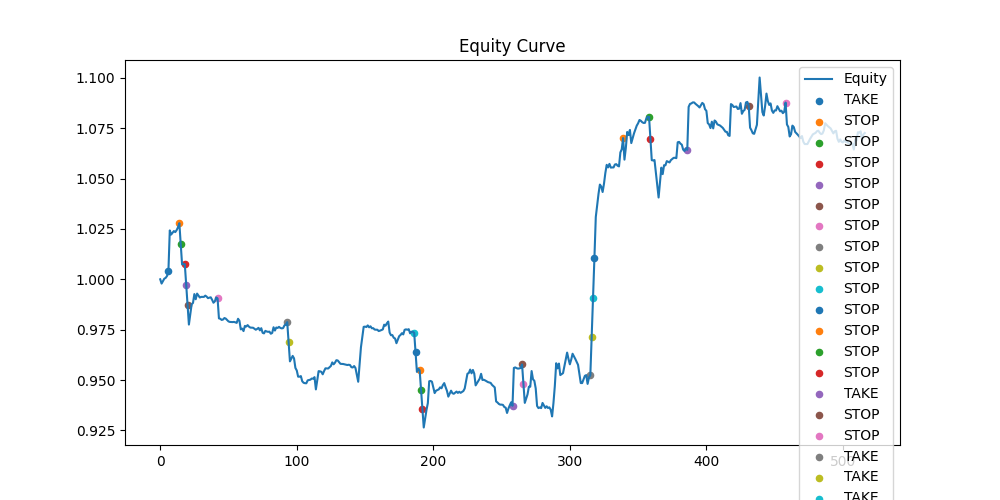 Equity Curve
1.100
1.075
1.050
1.025
1.000
0.975
0.950
0.925
0
100
200
300
400
500
Equity
TAKE
STOP
STOP
STOP
STOP
STOP
STOP
STOP
STOP
STOP
STOP
STOP
STOP
STOP
TAKE
STOP
STOP
TAKE
TAKE
TAKE